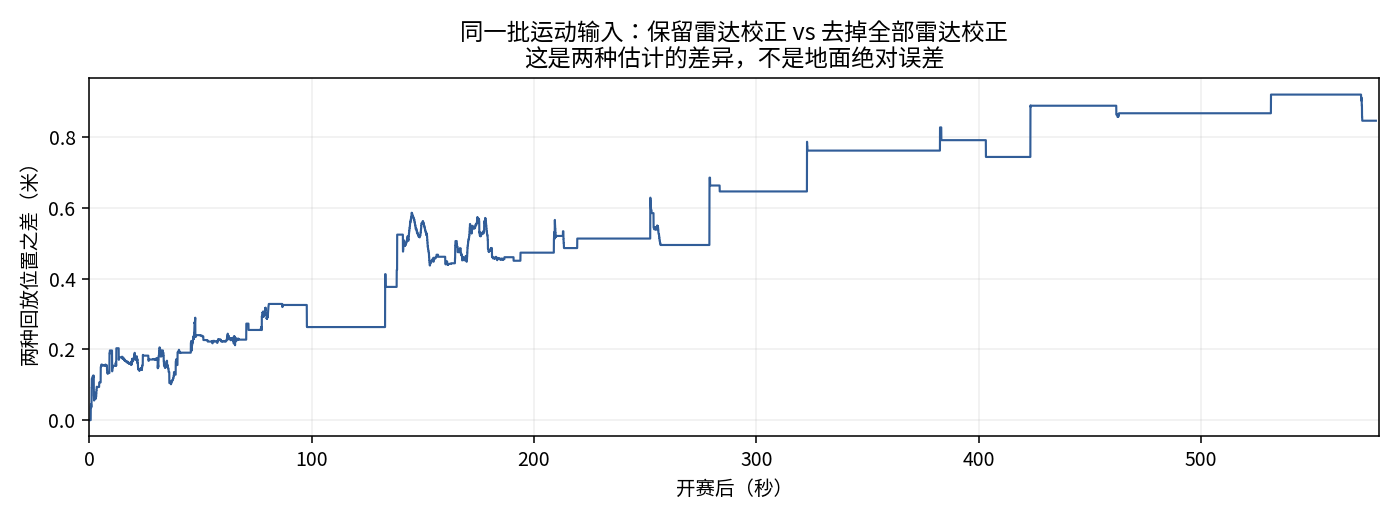 同一批运动输入：保留雷达校正 vs 去掉全部雷达校正
这是两种估计的差异，不是地面绝对误差
两种回放位置之差（米）
0.8
0.6
0.4
0.2
0.0
0 100 200 300 400 500
开赛后（秒）